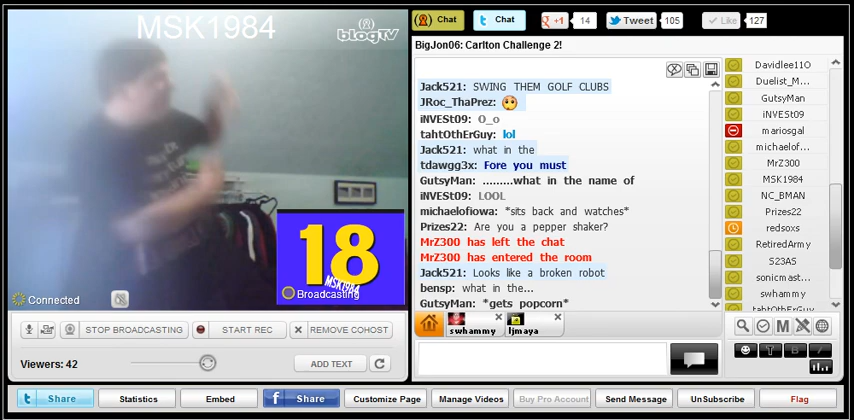 MSK1984
blogTV
18
MSK1984
Connected
Broadcasting
STOP BROADCASTING
START REC
REMOVE COHOST
Viewers: 42
ADD TEXT
Chat
Chat
+1
14
Tweet
105
Like
127
BigJon06: Carlton Challenge 2!
Jack521: SWING THEM GOLF CLUBS
JRoc_ThaPrez:
iNVESt09: O_o
tahtOthErGuy: lol
Jack521: what in the
tdawgg3x: Fore you must
GutsyMan: .........what in the name of
iNVESt09: LOOL
michaelofiowa: *sits back and watches*
Prizes22: Are you a pepper shaker?
MrZ300 has left the chat
MrZ300 has entered the room
Jack521: Looks like a broken robot
bensp: what in the...
GutsyMan: *gets popcorn*
swhammy
ljmaya
Davidlee11O
Duelist_M...
GutsyMan
iNVESt09
mariosgal
michaelof...
MrZ300
MSK1984
NC_BMAN
Prizes22
redsoxs
RetiredArmy
S23AS
sonicmast...
swhammy
tahtOthErGuy
M
T
B
I
Share
Statistics
Embed
Share
Customize Page
Manage Videos
Buy Pro Account
Send Message
UnSubscribe
Flag